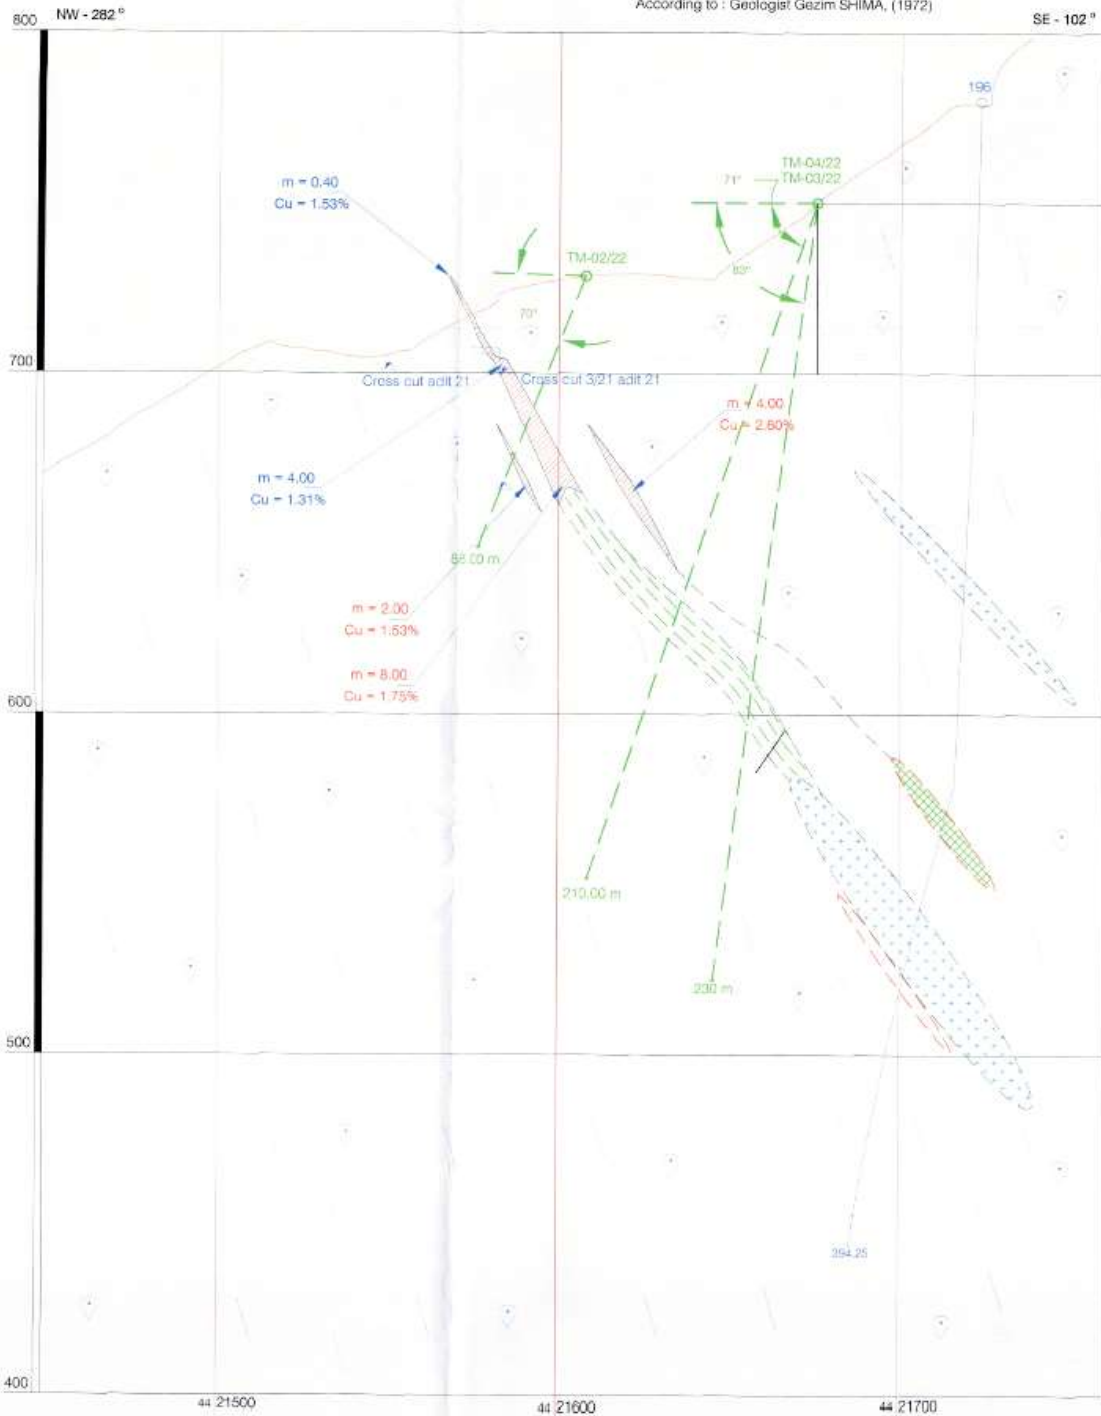 According to : Geologist Gezim SHIMA, (1972)
NW - 282°
SE - 102°
800
196
TM-04/22
71°
TM-03/22
m = 0.40
Cu = 1.53%
TM-02/22
83°
70°
700
Cross cut adit 21
Cross cut 3/21 adit 21
m = 4.00
Cu = 2.60%
m = 4.00
Cu = 1.31%
88.00 m
m = 2.00
Cu = 1.53%
m = 8.00
Cu = 1.75%
600
210.00 m
230 m
500
394.25
400
44 21500
44 21600
44 21700